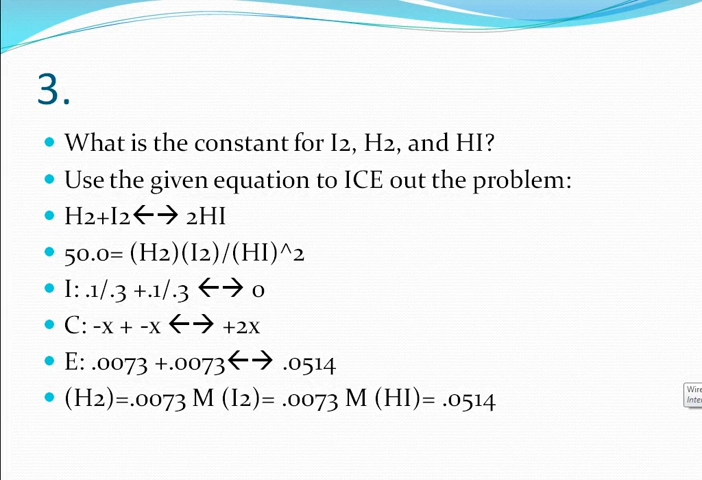 3.
What is the constant for I2, H2, and HI?
Use the given equation to ICE out the problem:
H2+I2←→ 2HI
50.0= (H2)(I2)/(HI)^2
I: .1/.3 +.1/.3 ←→ 0
C: -x + -x ←→ +2x
E: .0073 +.0073←→ .0514
(H2)=.0073 M (I2)= .0073 M (HI)= .0514
Wire
Inter